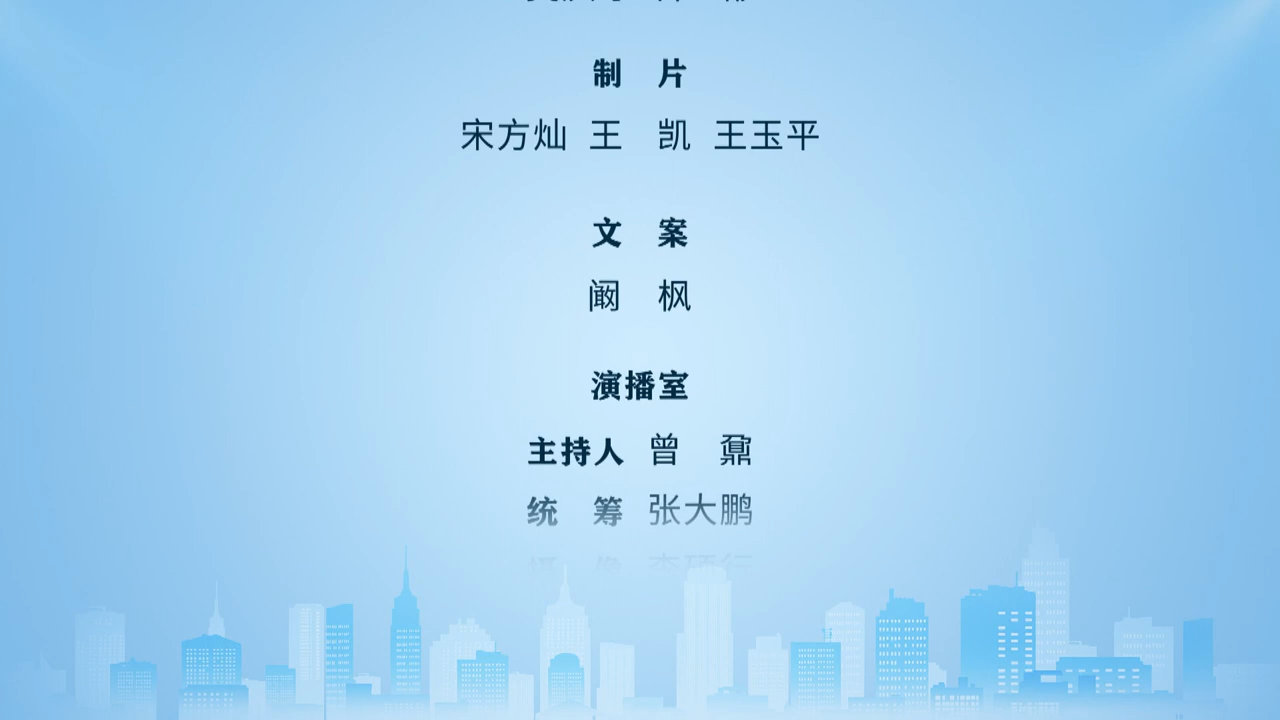 制 片
宋方灿 王 凯 王玉平
文 案
阚 枫
演播室
主持人 曾 鼐
统 筹 张大鹏